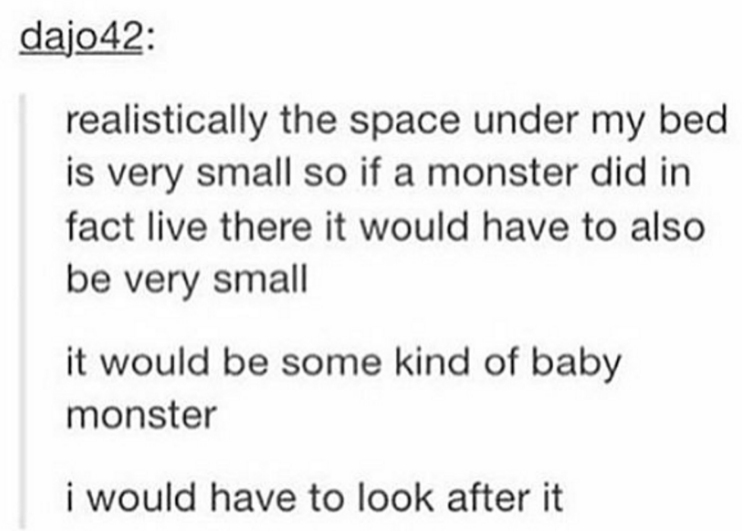 dajo42:
realistically the space under my bed
is very small so if a monster did in
fact live there it would have to also
be very small
it would be some kind of baby
monster
i would have to look after it